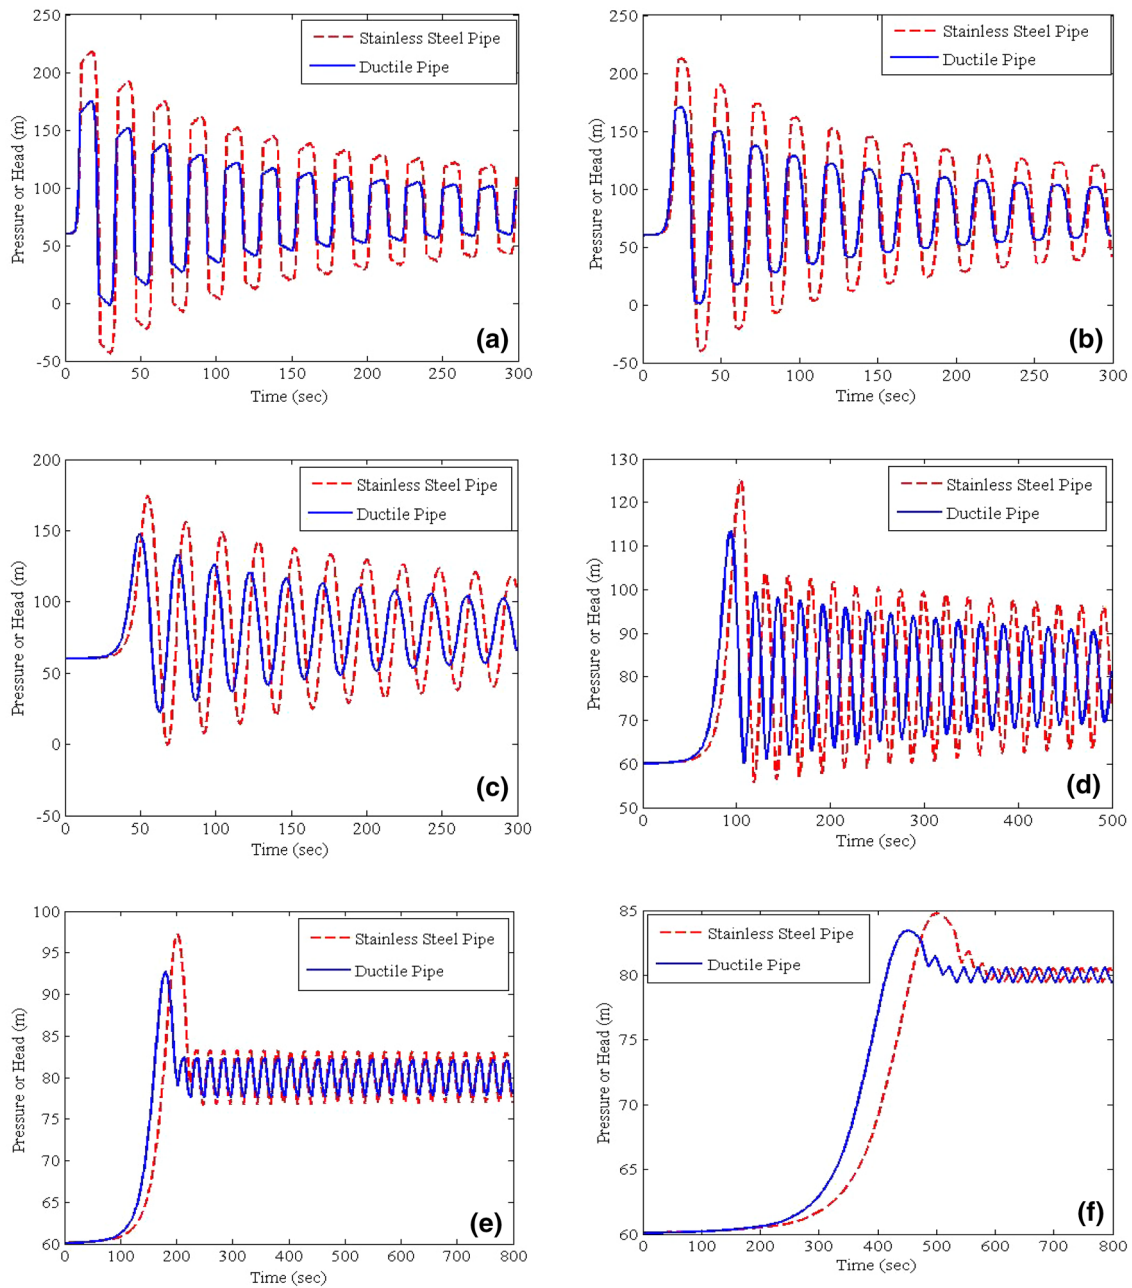 250
200
150
100
50
0
-50
Pressure or Head (m)
Stainless Steel Pipe
Ductile Pipe
(a)
0 50 100 150 200 250 300
Time (sec)
250
200
150
100
50
0
-50
Pressure or Head (m)
Stainless Steel Pipe
Ductile Pipe
(b)
0 50 100 150 200 250 300
Time (sec)
200
150
100
50
0
-50
Pressure or Head (m)
Stainless Steel Pipe
Ductile Pipe
(c)
0 50 100 150 200 250 300
Time (sec)
130
120
110
100
90
80
70
60
50
Pressure or Head (m)
Stainless Steel Pipe
Ductile Pipe
(d)
0 100 200 300 400 500
Time (sec)
100
95
90
85
80
75
70
65
60
Pressure or Head (m)
Stainless Steel Pipe
Ductile Pipe
(e)
0 100 200 300 400 500 600 700 800
Time (sec)
85
80
75
70
65
60
Pressure or Head (m)
Stainless Steel Pipe
Ductile Pipe
(f)
0 100 200 300 400 500 600 700 800
Time (sec)